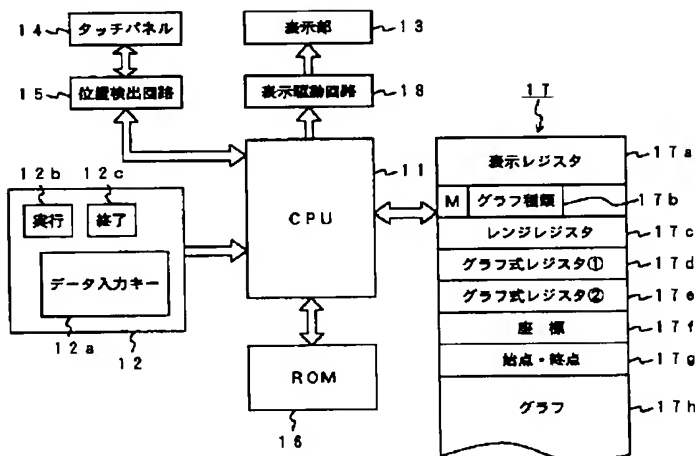 14
タッチパネル
表示部
13
15
位置検出回路
表示駆動回路
18
17
12b
12c
11
表示レジスタ
17a
実行
終了
CPU
M
グラフ種類
17b
レンジレジスタ
17c
データ入力キー
グラフ式レジスタ①
17d
グラフ式レジスタ②
17e
12a
12
座標
17f
ROM
始点・終点
17g
16
グラフ
17h